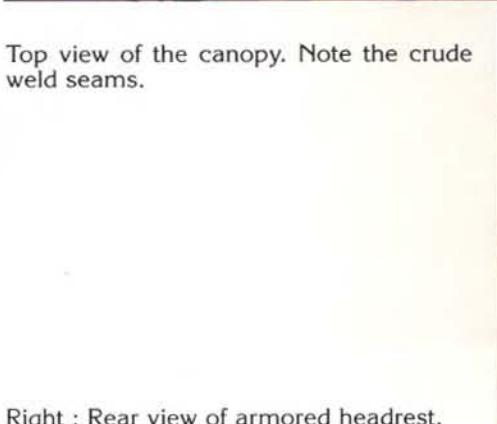 Top view of the canopy. Note the crude
weld seams.
Right : Rear view of armored headrest.